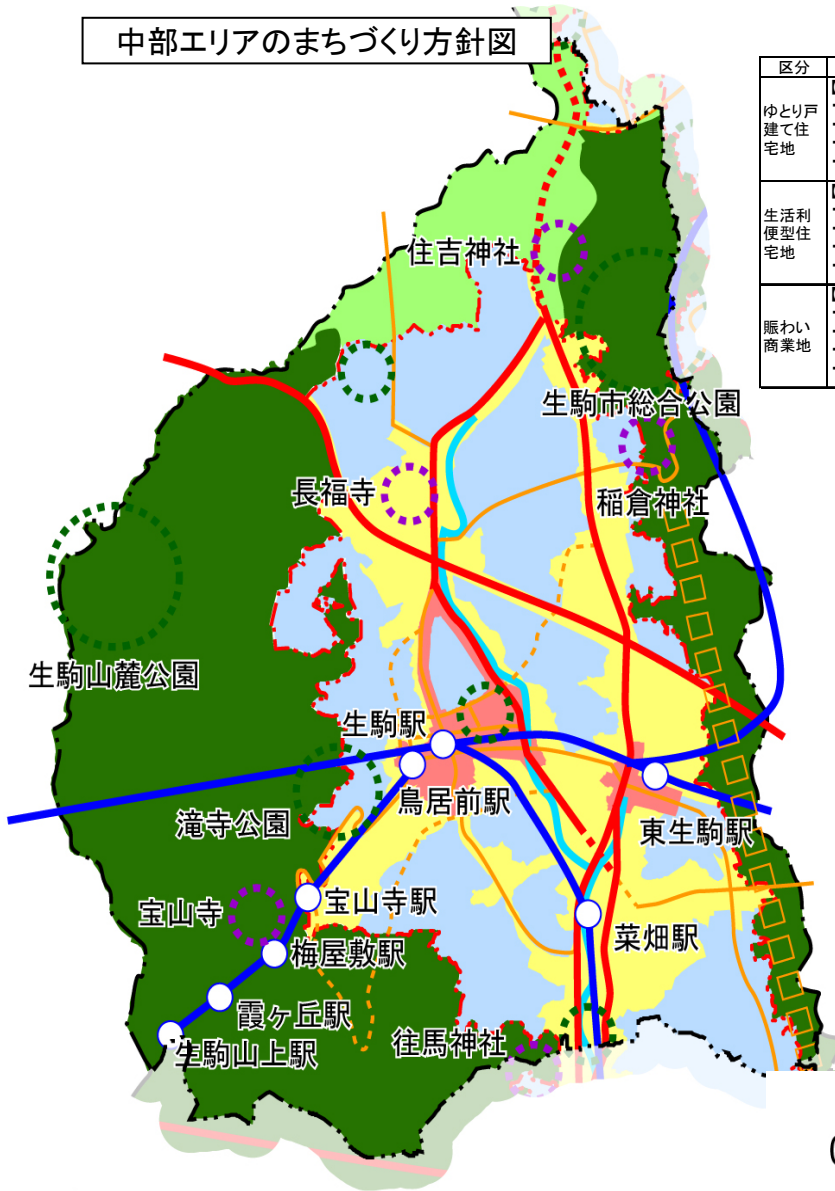 中部エリアのまちづくり方針図
区分
ゆとり戸
建て住
宅地
生活利
便型住
宅地
賑わい
商業地
住吉神社
生駒市総合公園
長福寺
稲倉神社
生駒山麓公園
生駒駅
鳥居前駅
滝寺公園
東生駒駅
宝山寺
宝山寺駅
菜畑駅
梅屋敷駅
霞ヶ丘駅
生駒山上駅
往馬神社